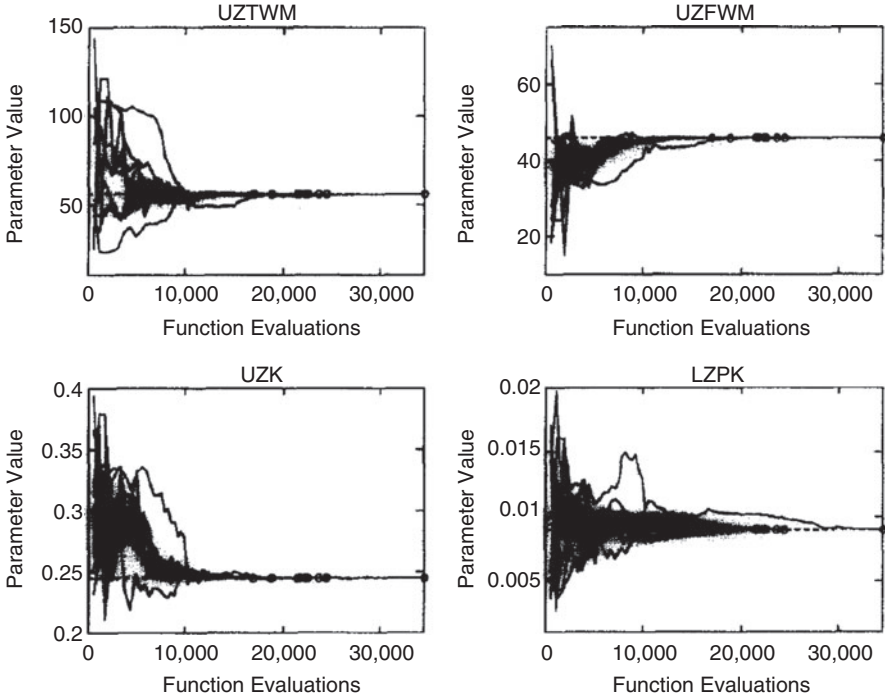 UZTWM
150
100
50
Parameter Value
0 10,000 20,000 30,000
Function Evaluations
UZFWM
60
40
20
Parameter Value
0 10,000 20,000 30,000
Function Evaluations
UZK
0.4
0.35
0.3
0.25
0.2
Parameter Value
0 10,000 20,000 30,000
Function Evaluations
LZPK
0.02
0.015
0.01
0.005
Parameter Value
0 10,000 20,000 30,000
Function Evaluations